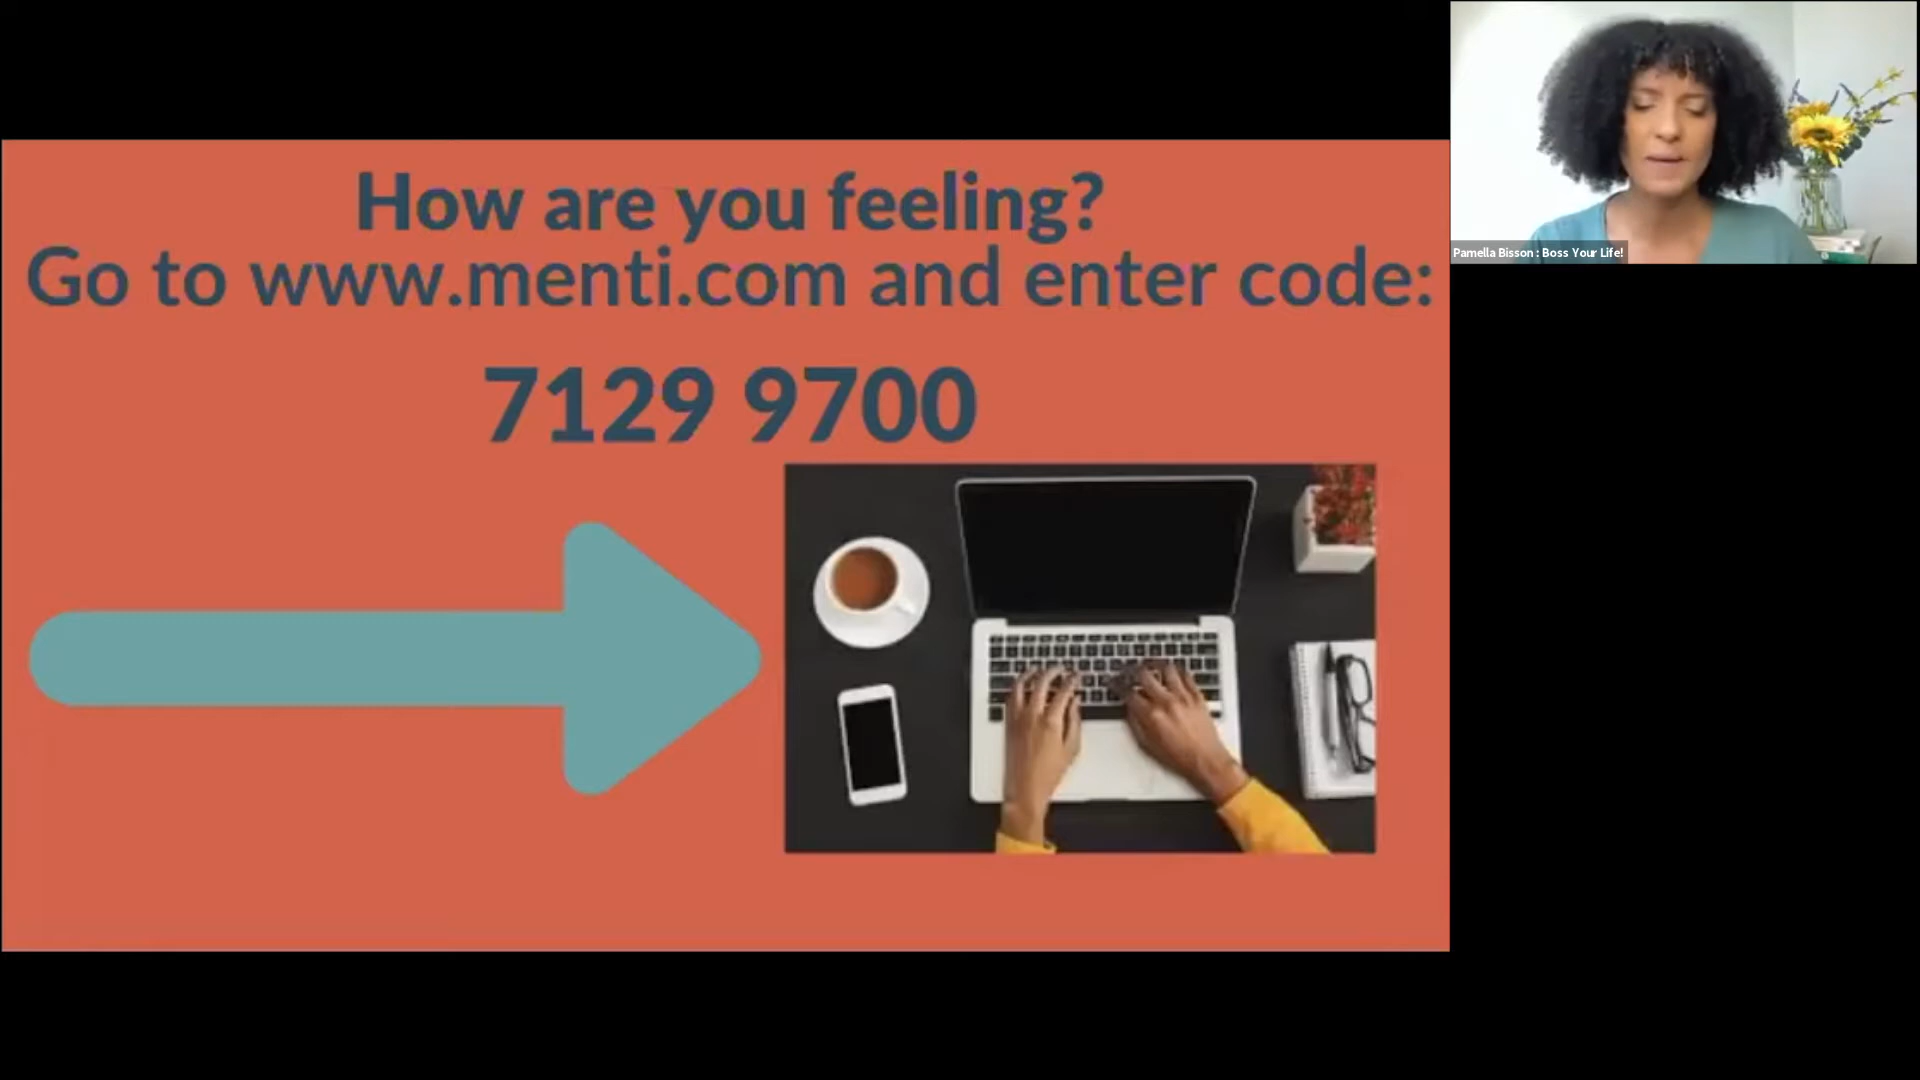 How are you feeling?
Go to www.menti.com and enter code:
7129 9700
Pamella Bisson : Boss Your Life!